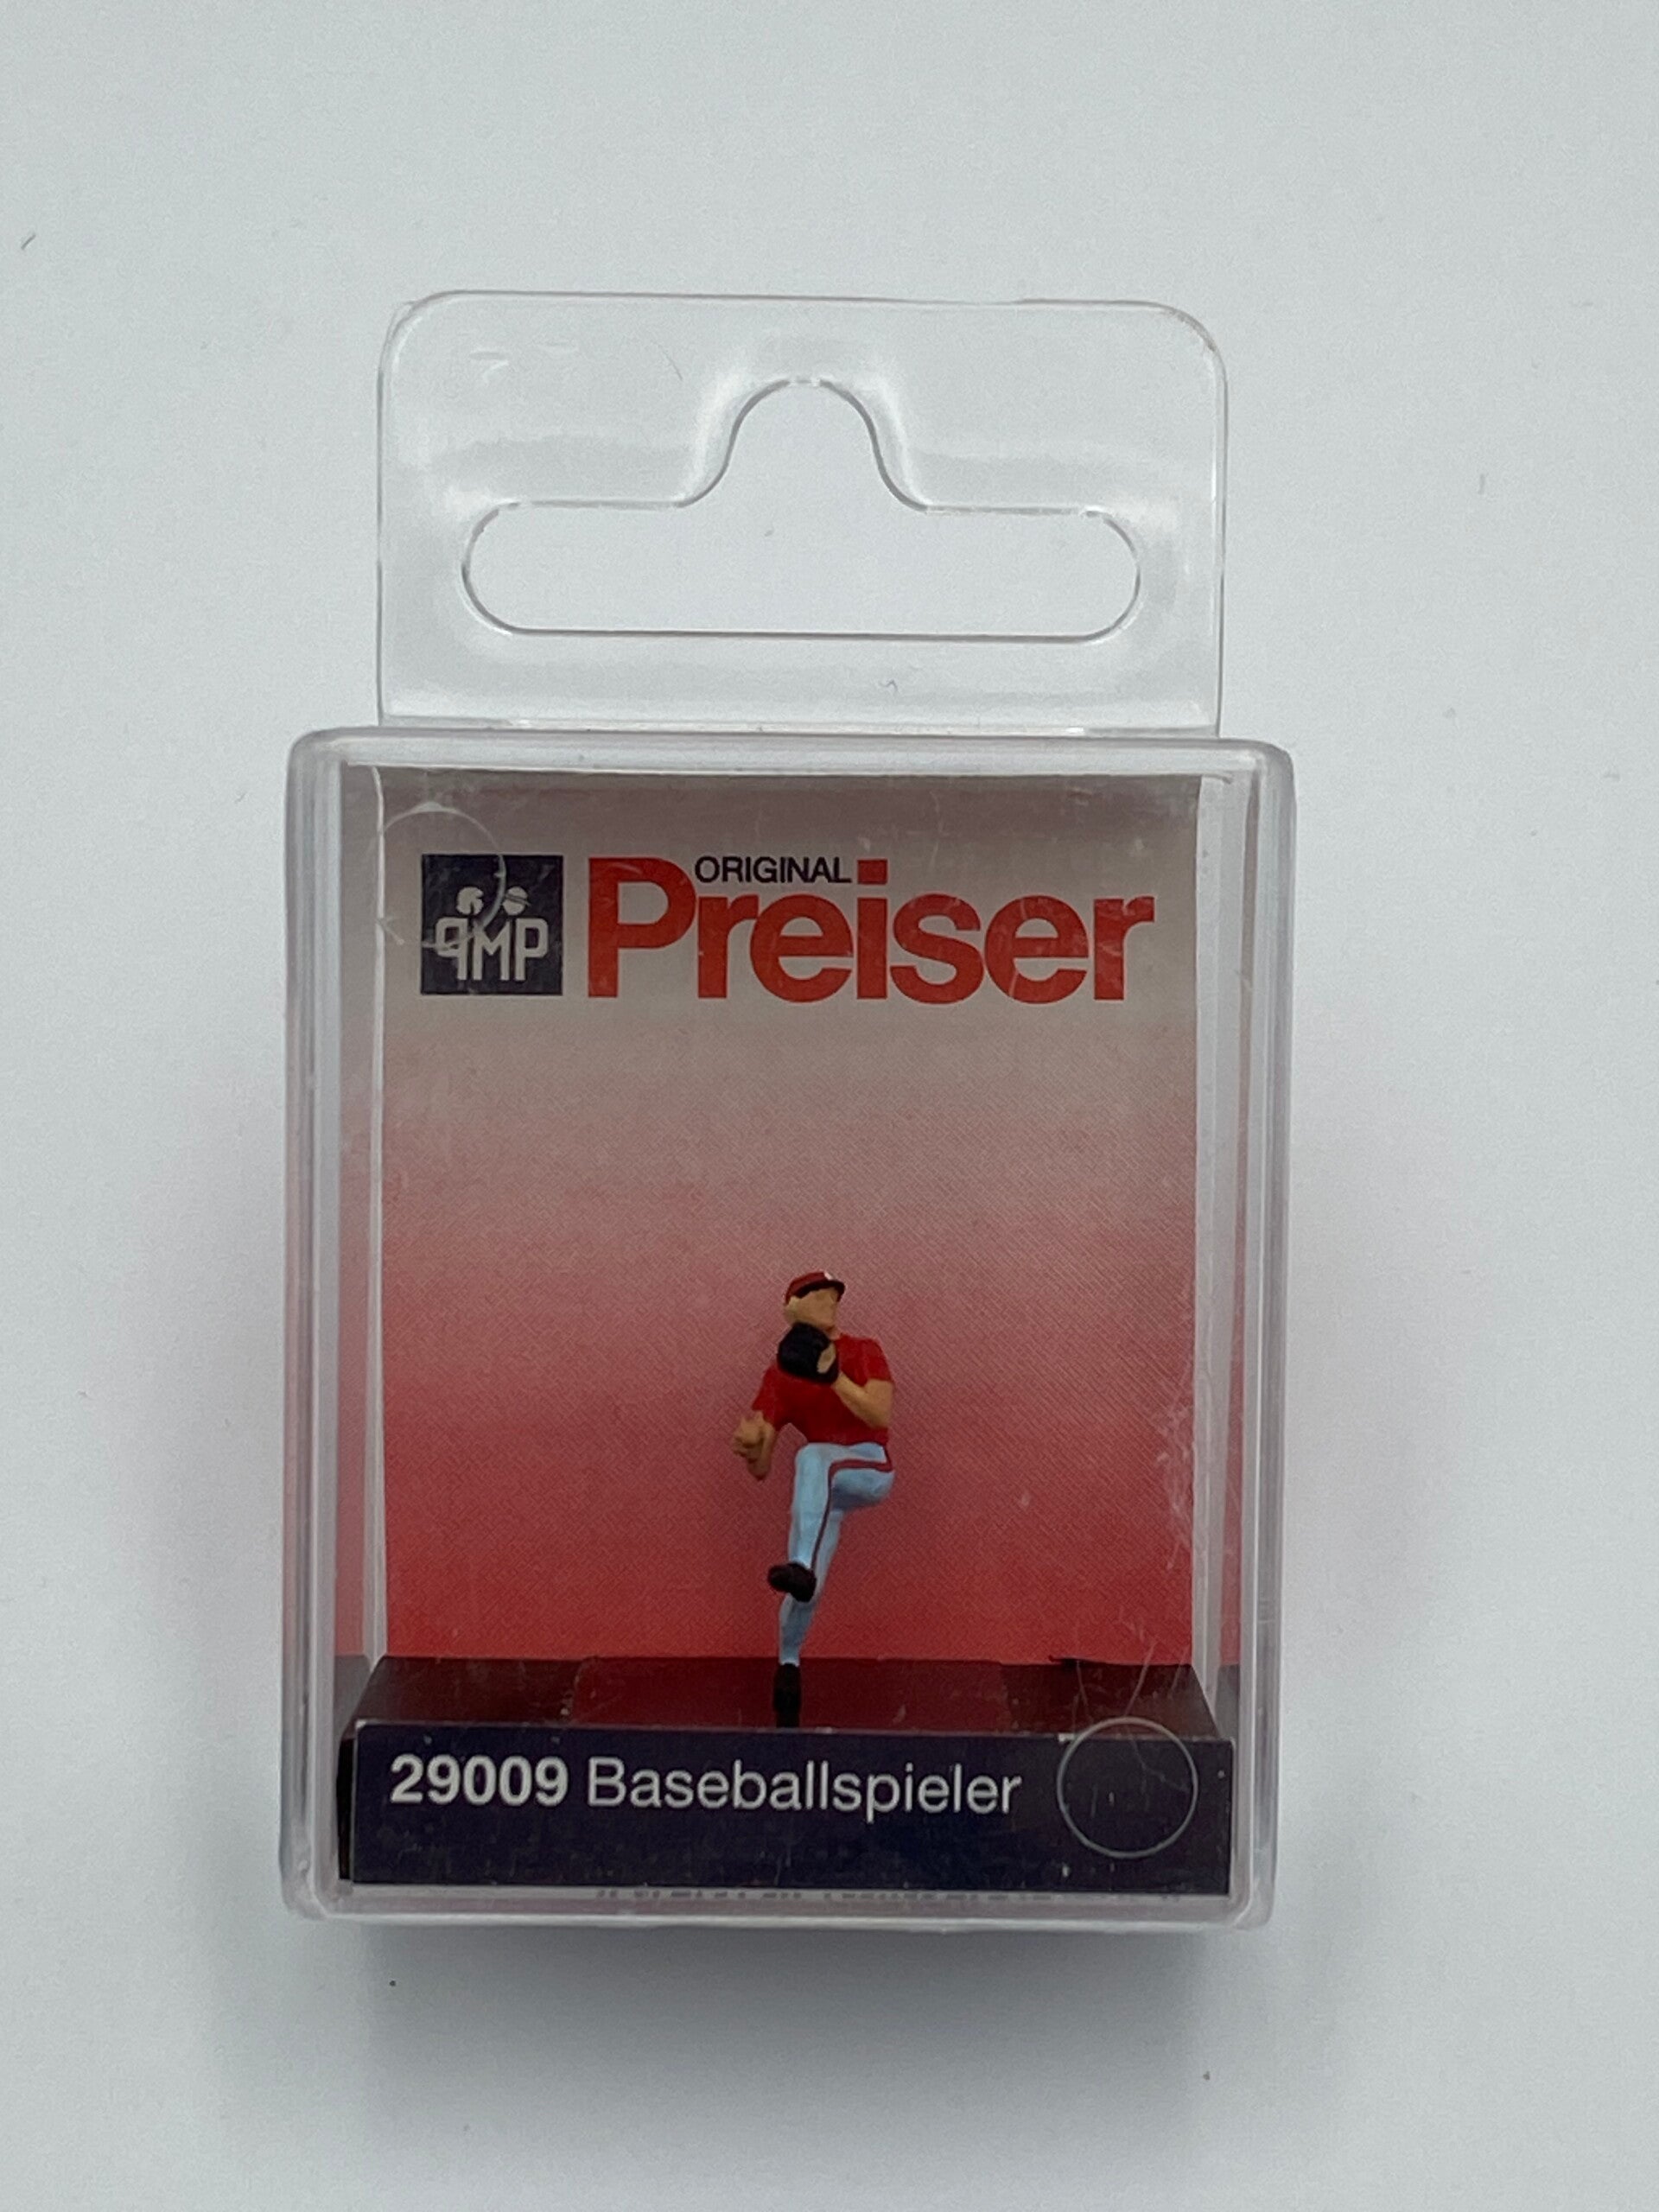 PMP
ORIGINAL
Preiser
29009 Baseballspieler